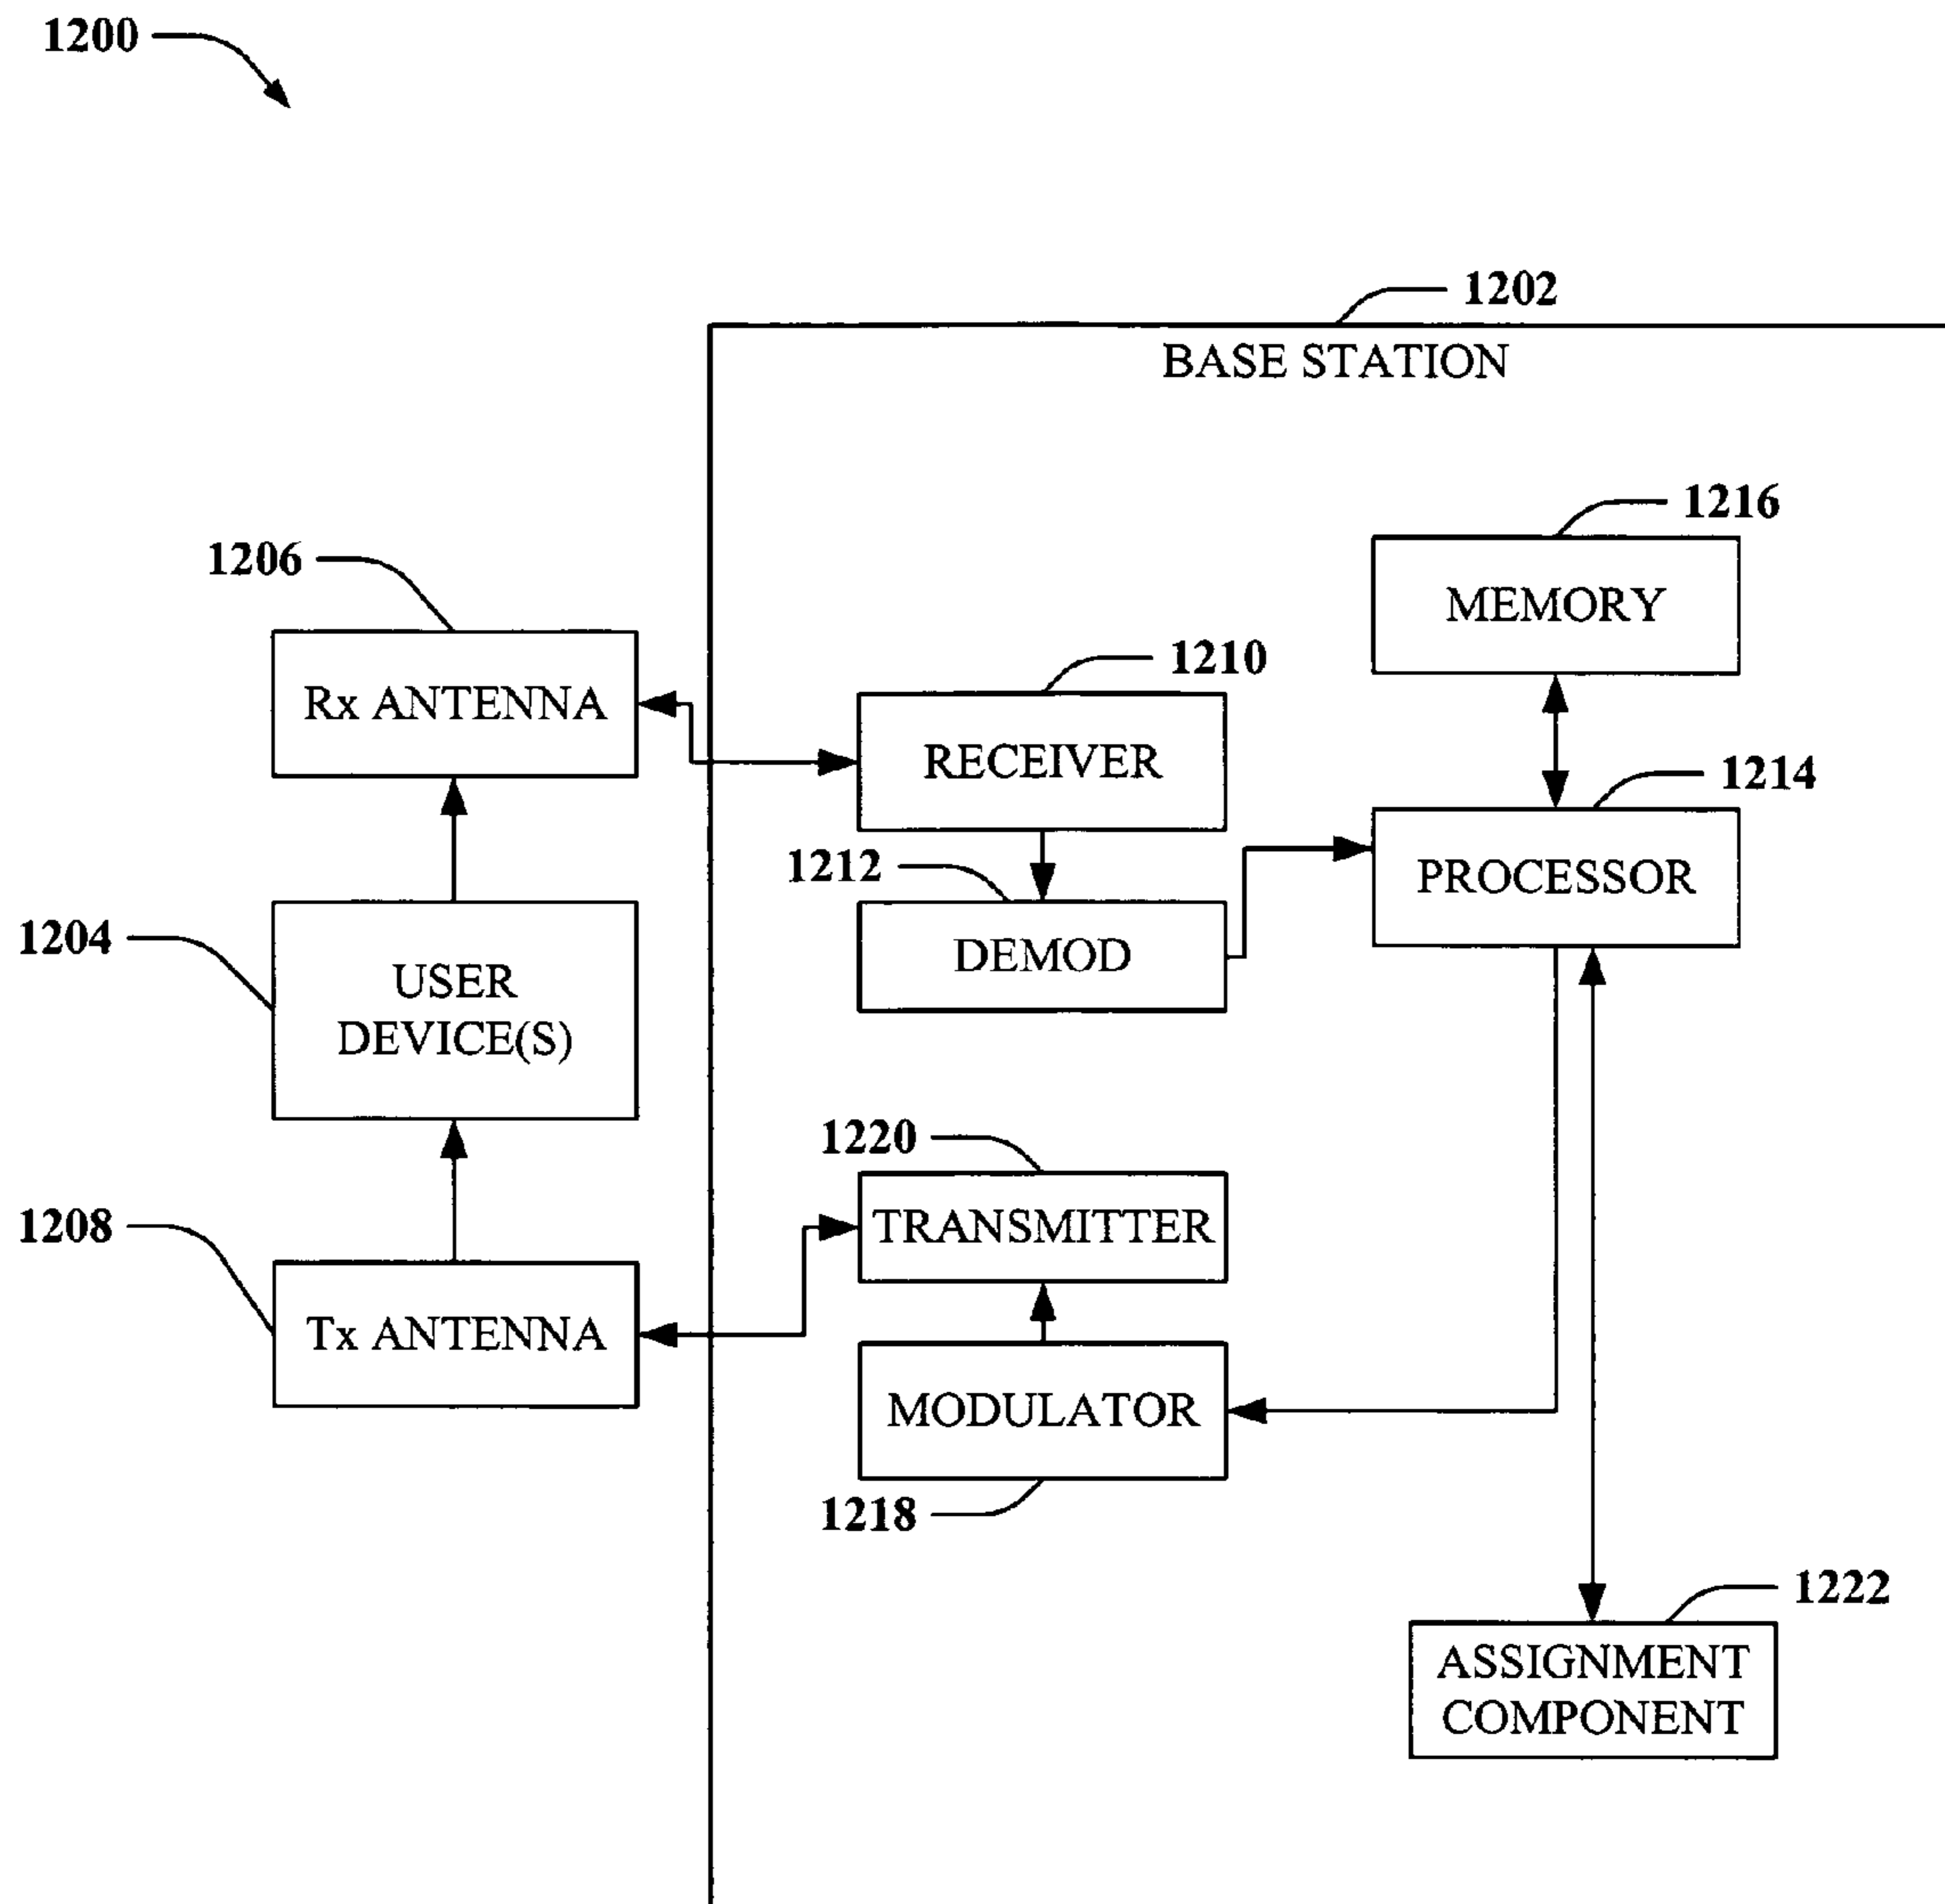 1200
1202
BASE STATION
1216
MEMORY
1206
Rx ANTENNA
1210
RECEIVER
1214
PROCESSOR
1212
DEMOD
1204
USER
DEVICE(S)
1220
TRANSMITTER
1208
Tx ANTENNA
MODULATOR
1218
1222
ASSIGNMENT
COMPONENT